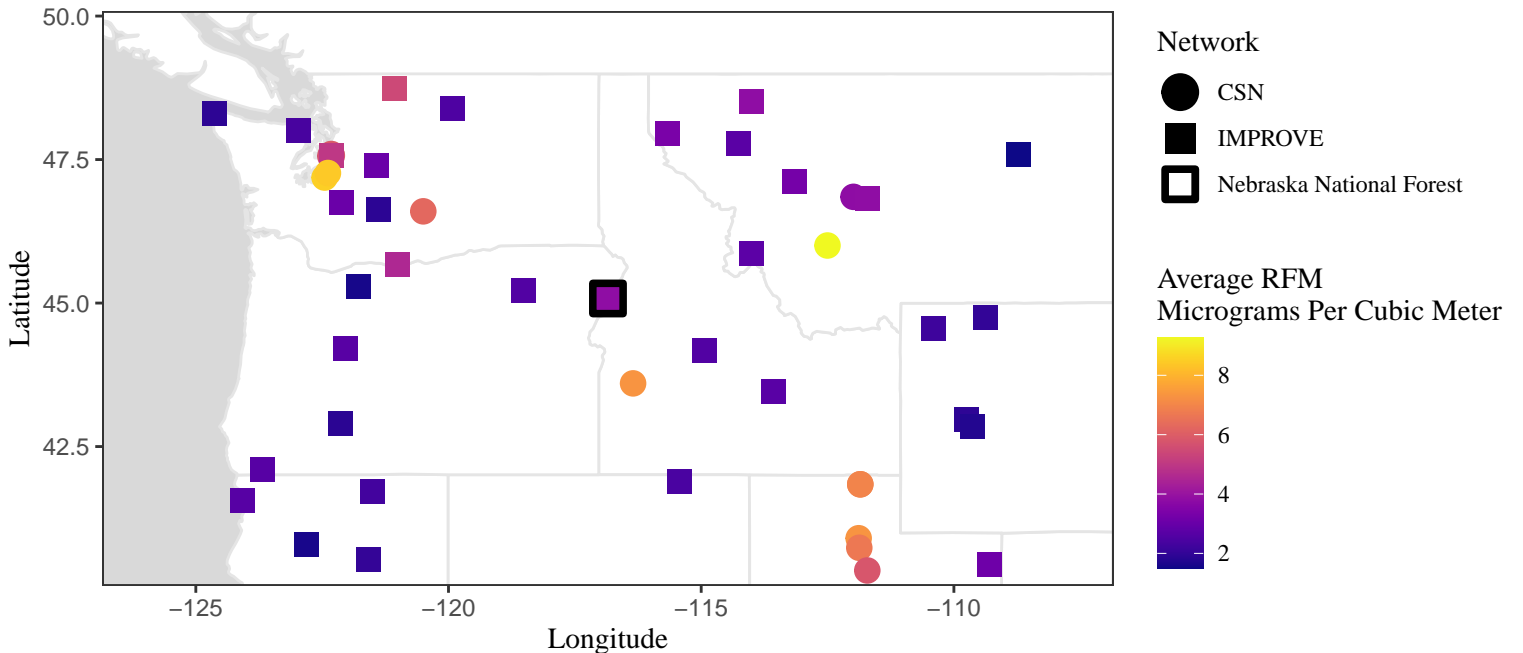 50.0
47.5
45.0
42.5
Latitude
−125
−120
−115
−110
Longitude
Network
CSN
IMPROVE
Nebraska National Forest
Average RFM
Micrograms Per Cubic Meter
8
6
4
2